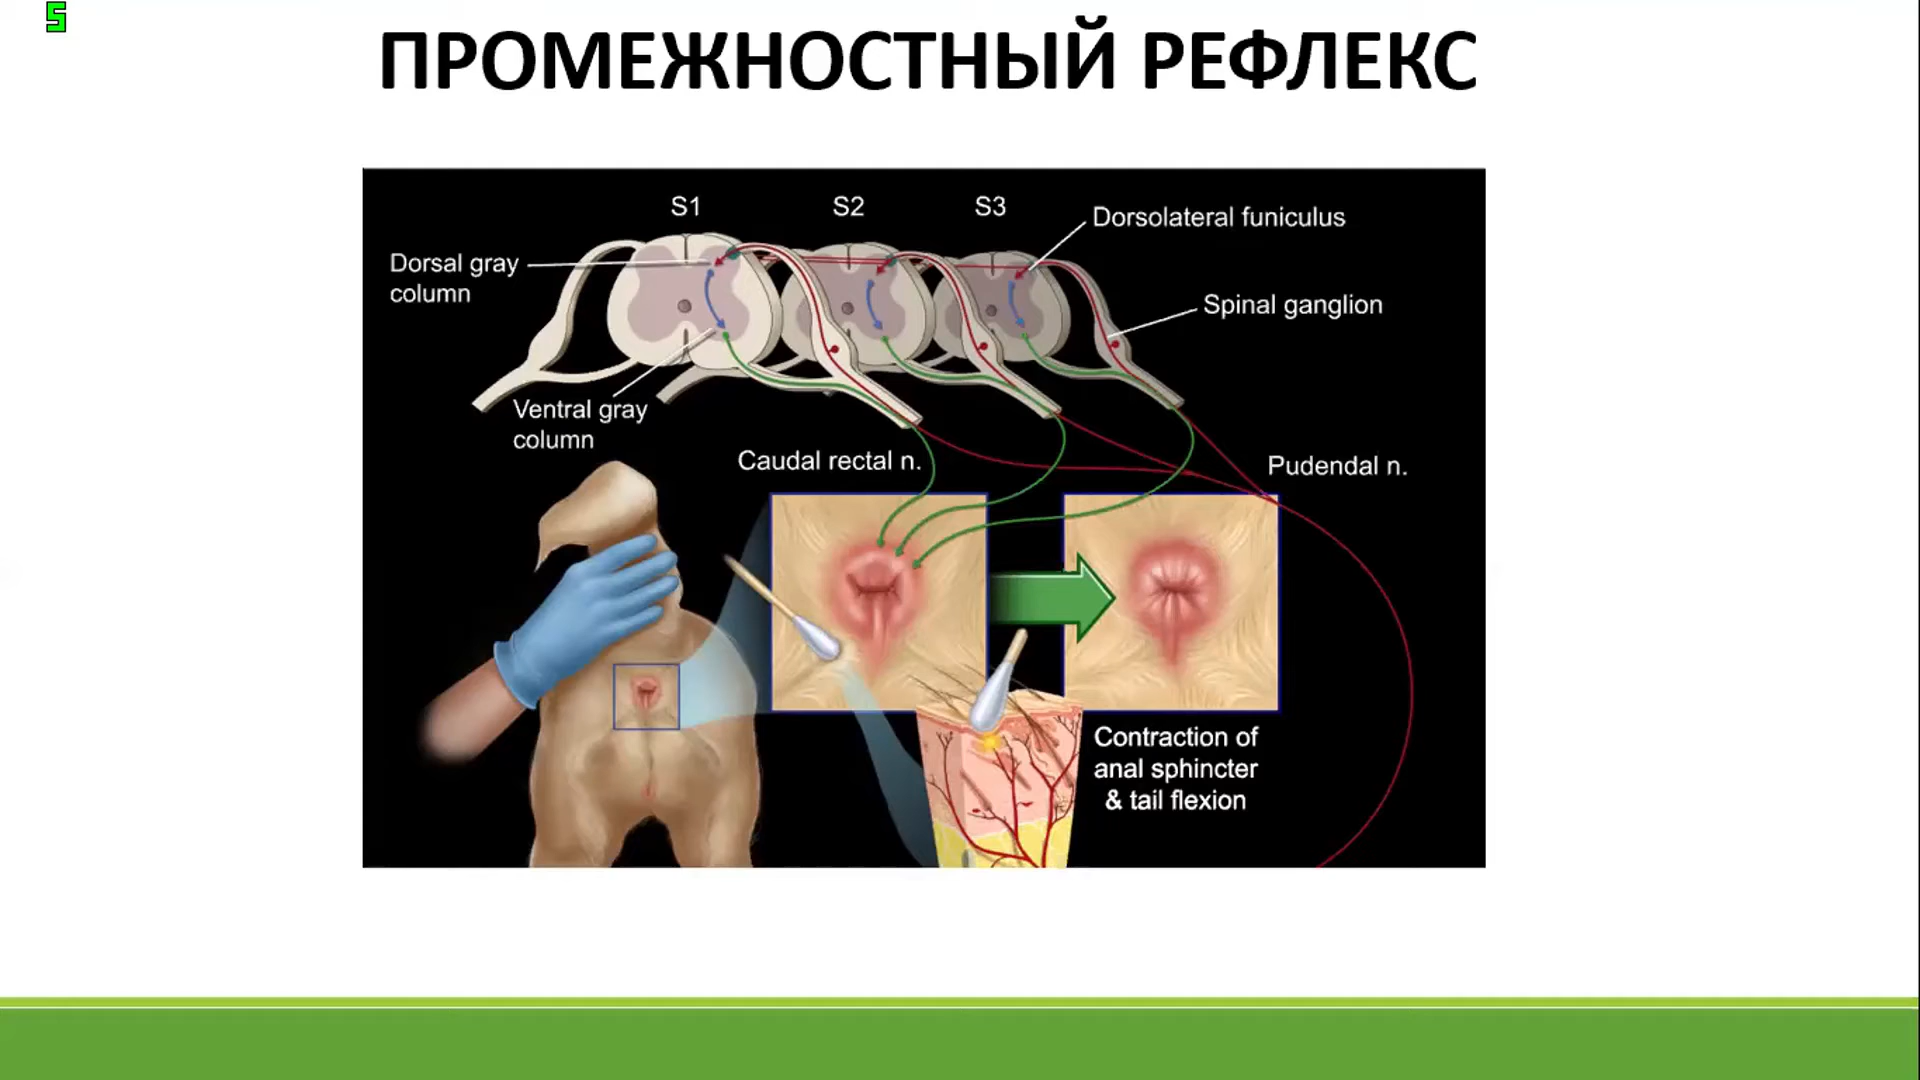 5
ПРОМЕЖНОСТНЫЙ РЕФЛЕКС
S1
S2
S3
Dorsolateral funiculus
Dorsal gray
column
Spinal ganglion
Ventral gray
column
Caudal rectal n.
Pudendal n.
Contraction of
anal sphincter
& tail flexion